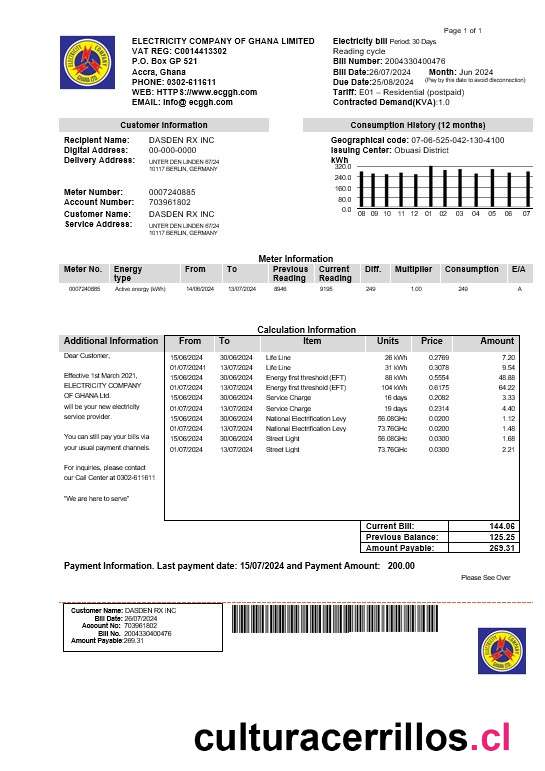 Page 1 of 1
ELECTRICITY COMPANY OF GHANA LIMITED
VAT REG: C0014413302
P.O. Box GP 521
Accra, Ghana
PHONE: 0302-611611
WEB: HTTPS://www.ecggh.com
EMAIL: info@ ecggh.com
Electricity bill Period: 30 Days
Reading cycle
Bill Number: 2004330400476
Bill Date:26/07/2024 Month: Jun 2024
Due Date:25/08/2024 (Pay by this date to avoid disconnection)
Tariff: E01 – Residential (postpaid)
Contracted Demand(KVA):1.0
Customer Information
Recipient Name: DASDEN RX INC
Digital Address: 00-000-0000
Delivery Address: UNTER DEN LINDEN 67/24
10117 BERLIN, GERMANY
Meter Number: 0007240885
Account Number: 703961802
Customer Name: DASDEN RX INC
Service Address: UNTER DEN LINDEN 67/24
10117 BERLIN, GERMANY
Consumption History (12 months)
Geographical code: 07-06-525-042-130-4100
Issuing Center: Obuasi District
kWh
320.0
240.0
160.0
80.0
0.0
08 09 10 11 12 01 02 03 04 05 06 07
Meter Information
Meter No. Energy type From To Previous Reading Current Reading Diff. Multiplier Consumption E/A
0007240885 Active energy (kWh) 14/06/2024 13/07/2024 8946 9195 249 1.00 249 A
Calculation Information
Additional Information From To Item Units Price Amount
Dear Customer,
Effective 1st March 2021,
ELECTRICITY COMPANY
OF GHANA Ltd.
will be your new electricity
service provider.
You can still pay your bills via
your usual payment channels.
For inquiries, please contact
our Call Center at 0302-611611
"We are here to serve"
15/06/2024 30/06/2024 Life Line 26 kWh 0.2769 7.20
01/07/20241 13/07/2024 Life Line 31 kWh 0.3078 9.54
15/06/2024 30/06/2024 Energy first threshold (EFT) 88 kWh 0.5554 48.88
01/07/2024 13/07/2024 Energy first threshold (EFT) 104 kWh 0.6175 64.22
15/06/2024 30/06/2024 Service Charge 16 days 0.2082 3.33
01/07/2024 13/07/2024 Service Charge 19 days 0.2314 4.40
15/06/2024 30/06/2024 National Electrification Levy 56.08GHc 0.0200 1.12
01/07/2024 13/07/2024 National Electrification Levy 73.76GHc 0.0200 1.48
15/06/2024 30/06/2024 Street Light 56.08GHc 0.0300 1.68
01/07/2024 13/07/2024 Street Light 73.76GHc 0.0300 2.21
Current Bill: 144.06
Previous Balance: 125.25
Amount Payable: 269.31
Payment Information. Last payment date: 15/07/2024 and Payment Amount: 200.00
Please See Over
Customer Name: DASDEN RX INC
Bill Date: 26/07/2024
Account No: 703961802
Bill No. 2004330400476
Amount Payable:269.31
culturacerrillos.cl